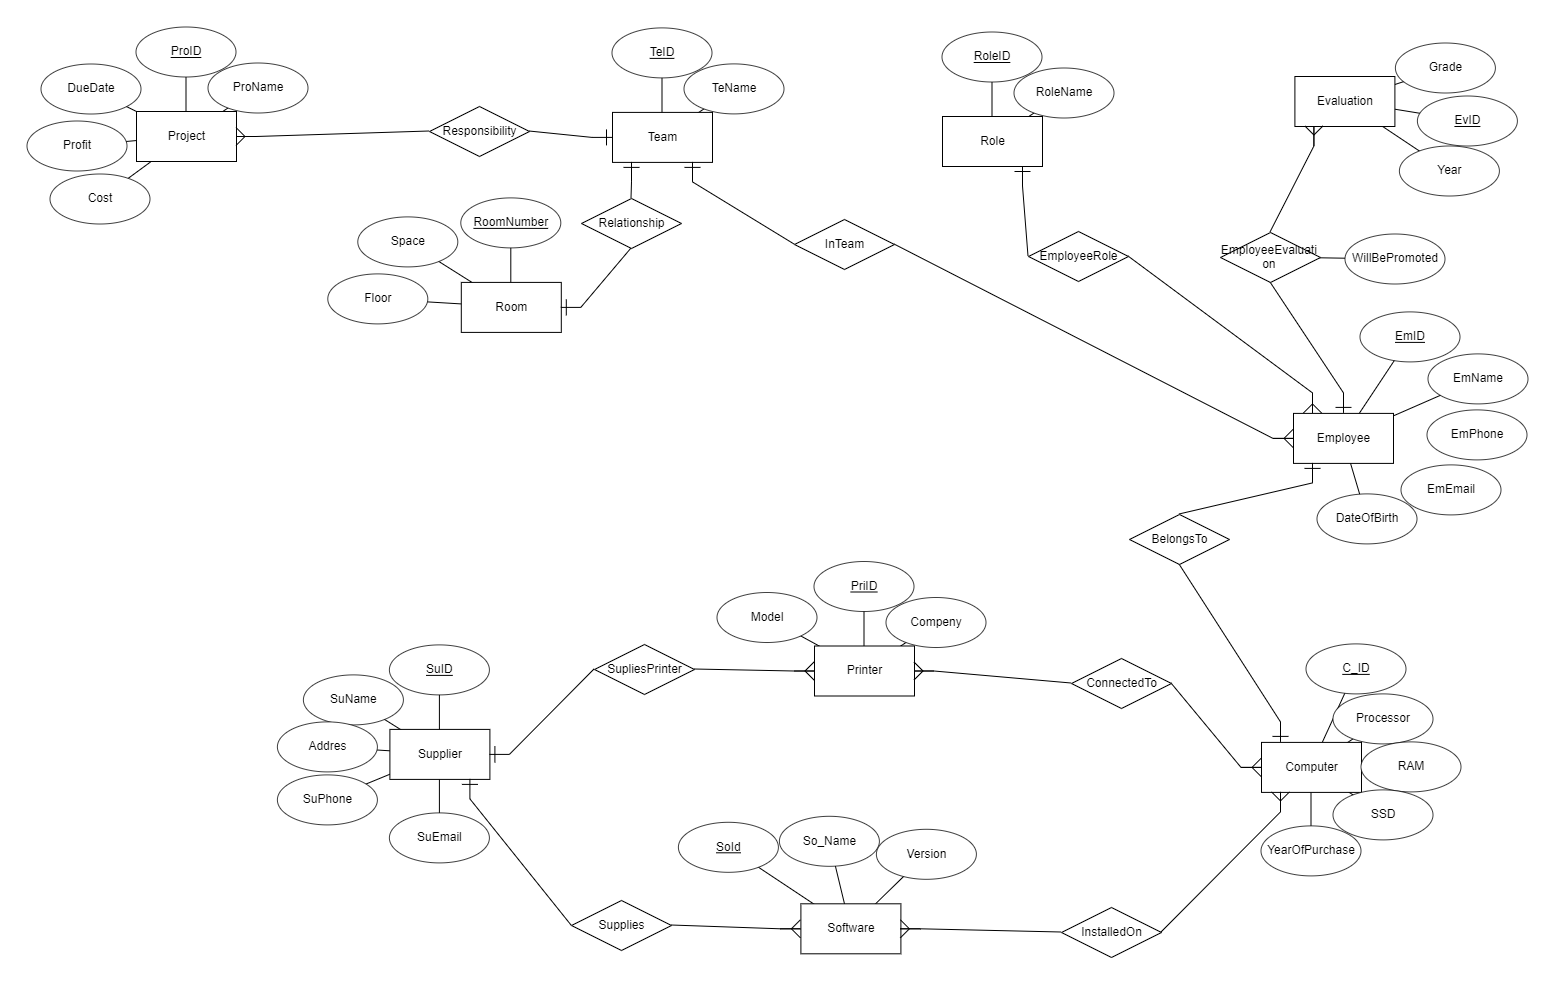 ProID
TeID
RoleID
Grade
DueDate
ProName
TeName
RoleName
Evaluation
EvID
Project
Responsibility
Team
Role
Profit
Year
Cost
RoomNumber
Relationship
Space
InTeam
EmployeeRole
EmployeeEvaluati
on
WillBePromoted
Floor
Room
EmID
EmName
Employee
EmPhone
EmEmail
DateOfBirth
BelongsTo
PriID
Model
Compeny
SuID
SupliesPrinter
Printer
ConnectedTo
C_ID
SuName
Processor
Addres
Supplier
Computer
RAM
SuPhone
SSD
SuEmail
SoId
So_Name
Version
YearOfPurchase
Supplies
Software
InstalledOn